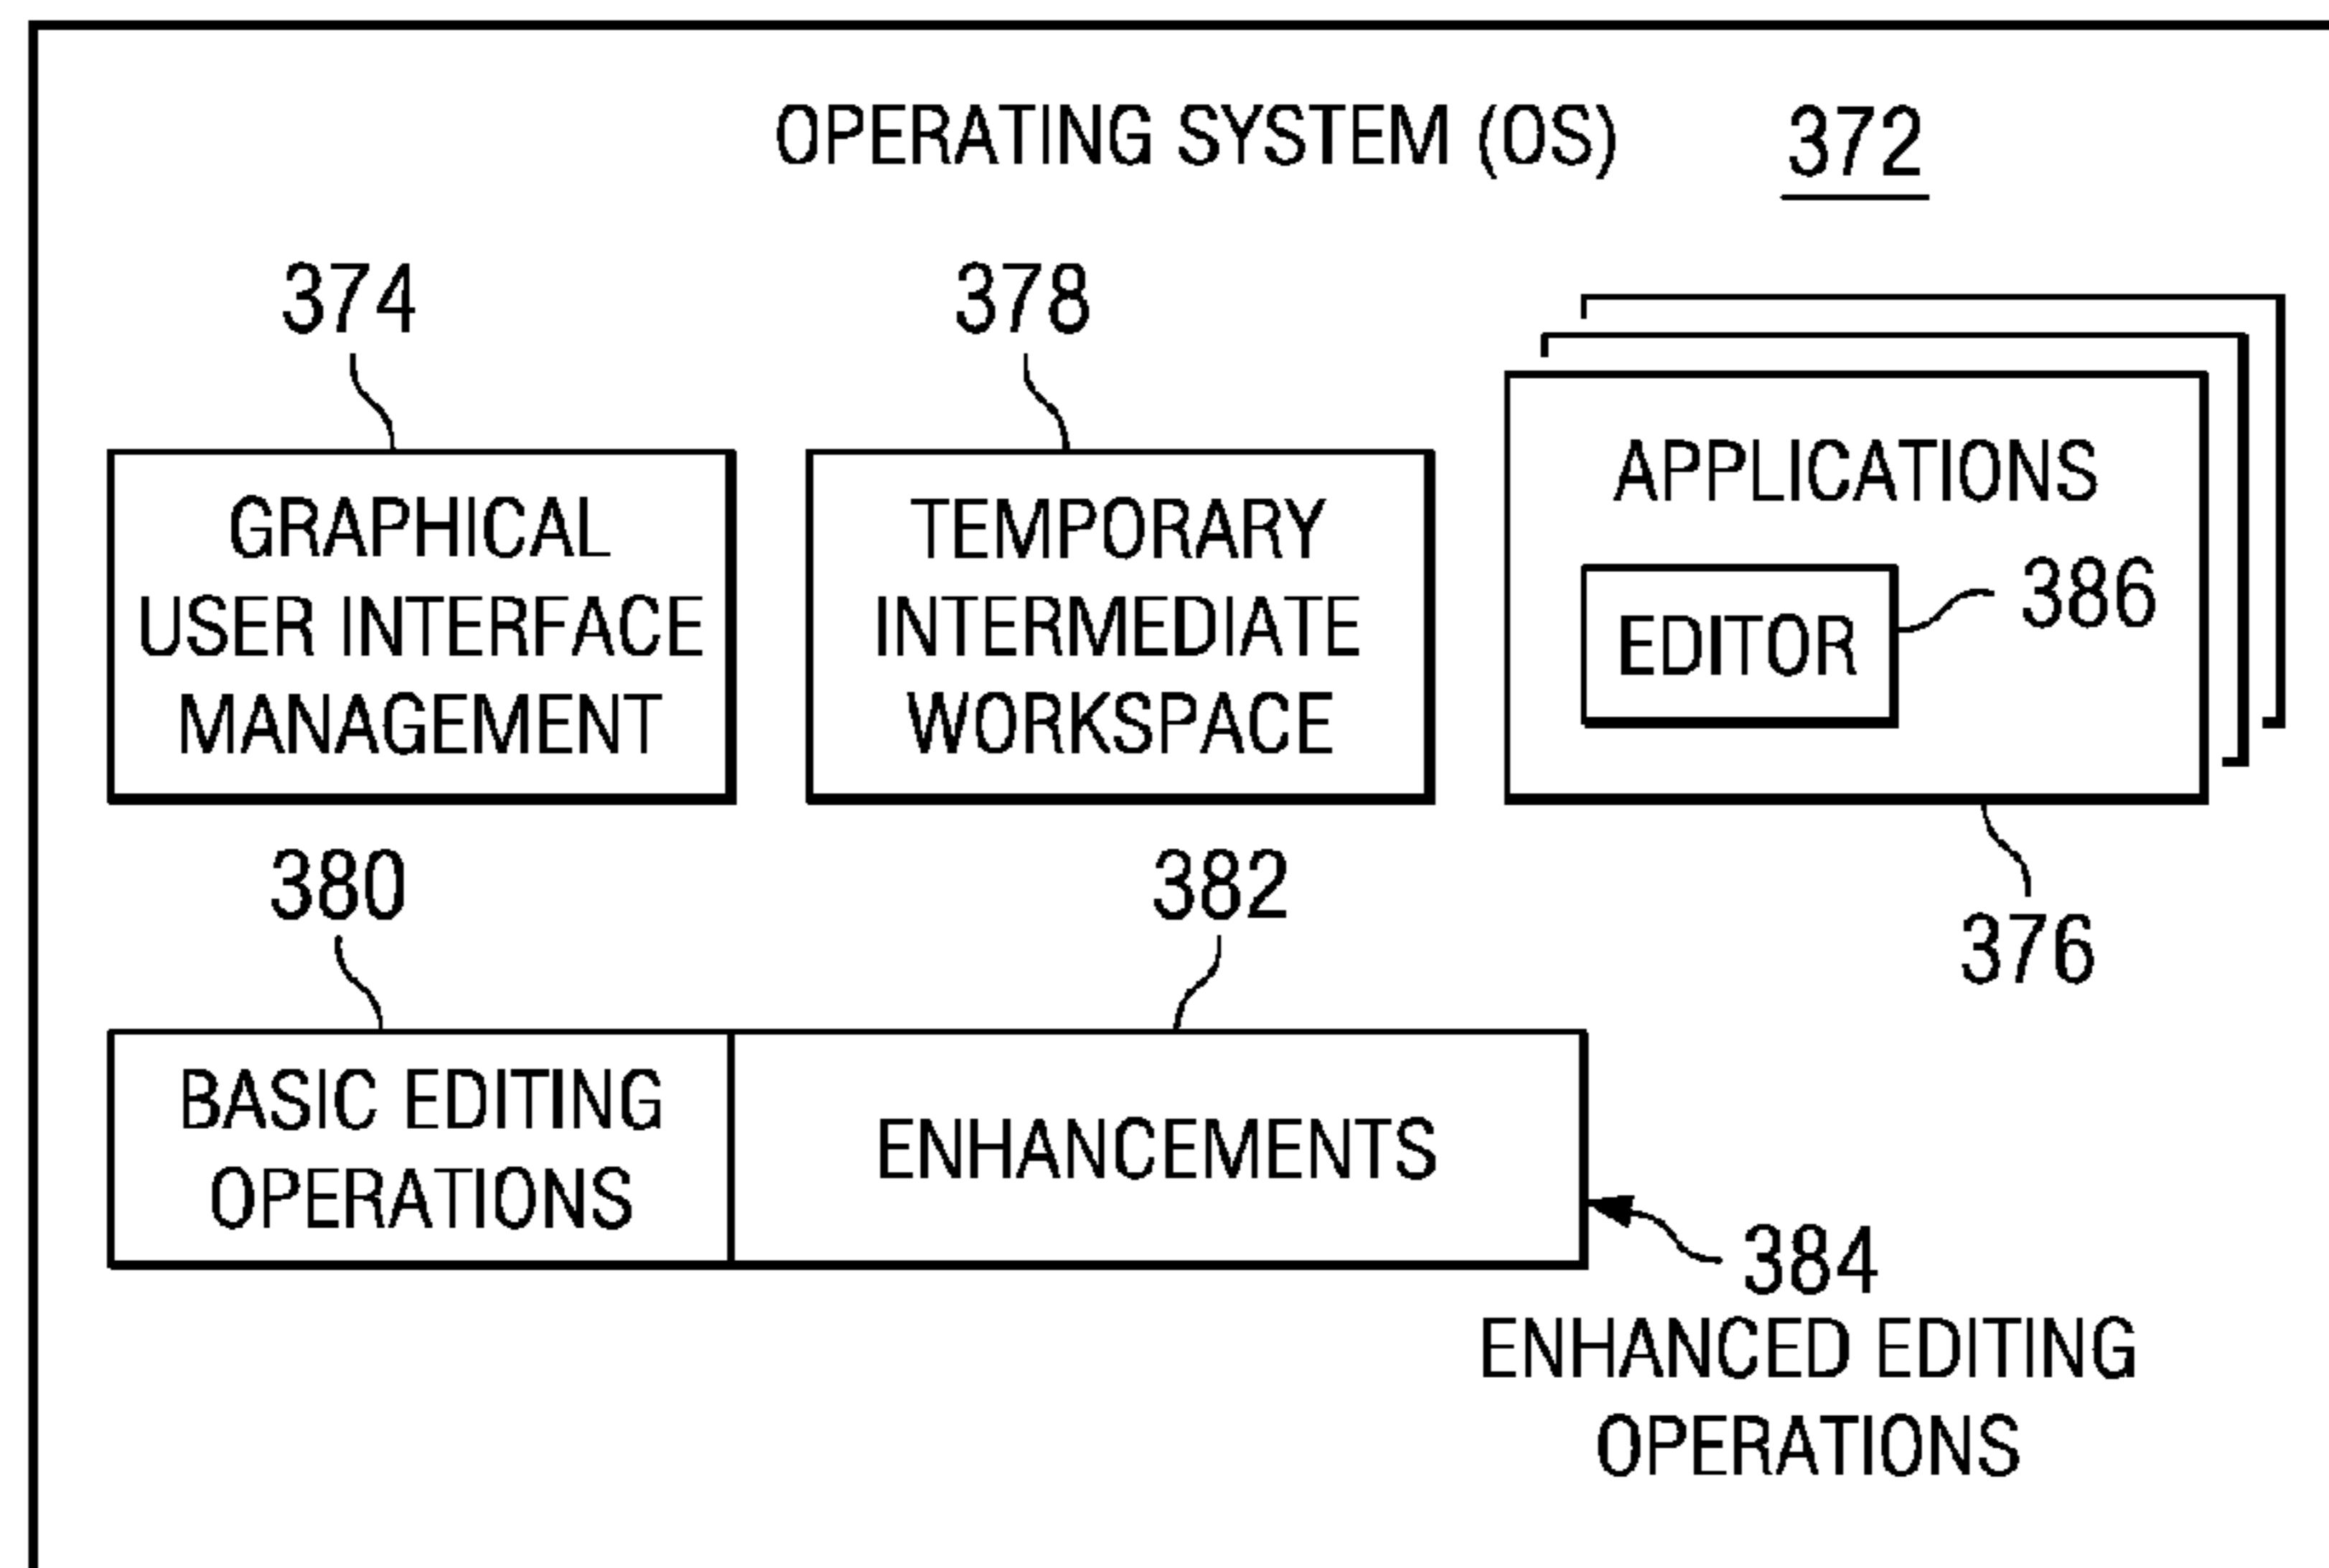 OPERATING SYSTEM (OS) 372
374
GRAPHICAL
USER INTERFACE
MANAGEMENT
378
TEMPORARY
INTERMEDIATE
WORKSPACE
APPLICATIONS
EDITOR 386
376
380
BASIC EDITING
OPERATIONS
382
ENHANCEMENTS
384
ENHANCED EDITING
OPERATIONS